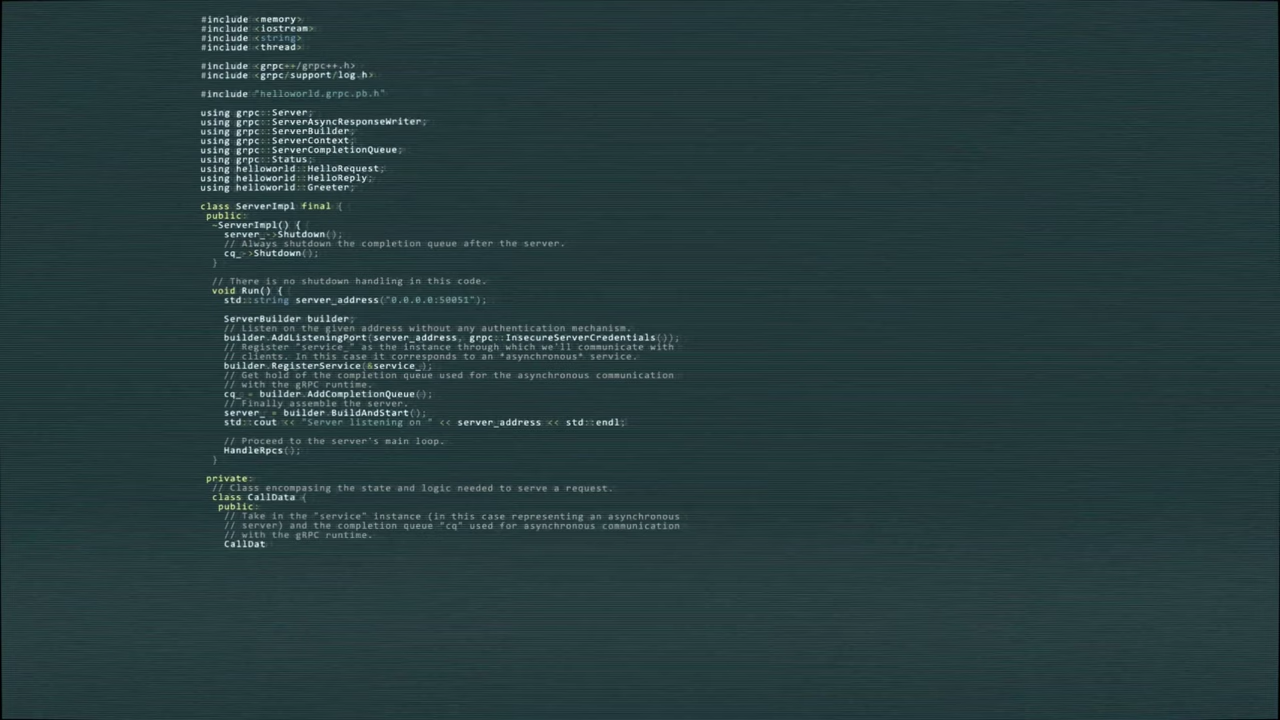 #include <memory>
#include <iostream>
#include <string>
#include <thread>
#include <grpc++/grpc++.h>
#include <grpc/support/log.h>
#include "helloworld.grpc.pb.h"
using grpc::Server;
using grpc::ServerAsyncResponseWriter;
using grpc::ServerBuilder;
using grpc::ServerContext;
using grpc::ServerCompletionQueue;
using grpc::Status;
using helloworld::HelloRequest;
using helloworld::HelloReply;
using helloworld::Greeter;
class ServerImpl final {
public:
~ServerImpl() {
server_->Shutdown();
// Always shutdown the completion queue after the server.
cq_->Shutdown();
}
// There is no shutdown handling in this code.
void Run() {
std::string server_address("0.0.0.0:50051");
ServerBuilder builder;
// Listen on the given address without any authentication mechanism.
builder.AddListeningPort(server_address, grpc::InsecureServerCredentials());
// Register "service_" as the instance through which we'll communicate with
// clients. In this case it corresponds to an *asynchronous* service.
builder.RegisterService(&service_);
// Get hold of the completion queue used for the asynchronous communication
// with the gRPC runtime.
cq_ = builder.AddCompletionQueue();
// Finally assemble the server.
server_ = builder.BuildAndStart();
std::cout << "Server listening on " << server_address << std::endl;
// Proceed to the server's main loop.
HandleRpcs();
}
private:
// Class encompasing the state and logic needed to serve a request.
class CallData {
public:
// Take in the "service" instance (in this case representing an asynchronous
// server) and the completion queue "cq" used for asynchronous communication
// with the gRPC runtime.
CallDat